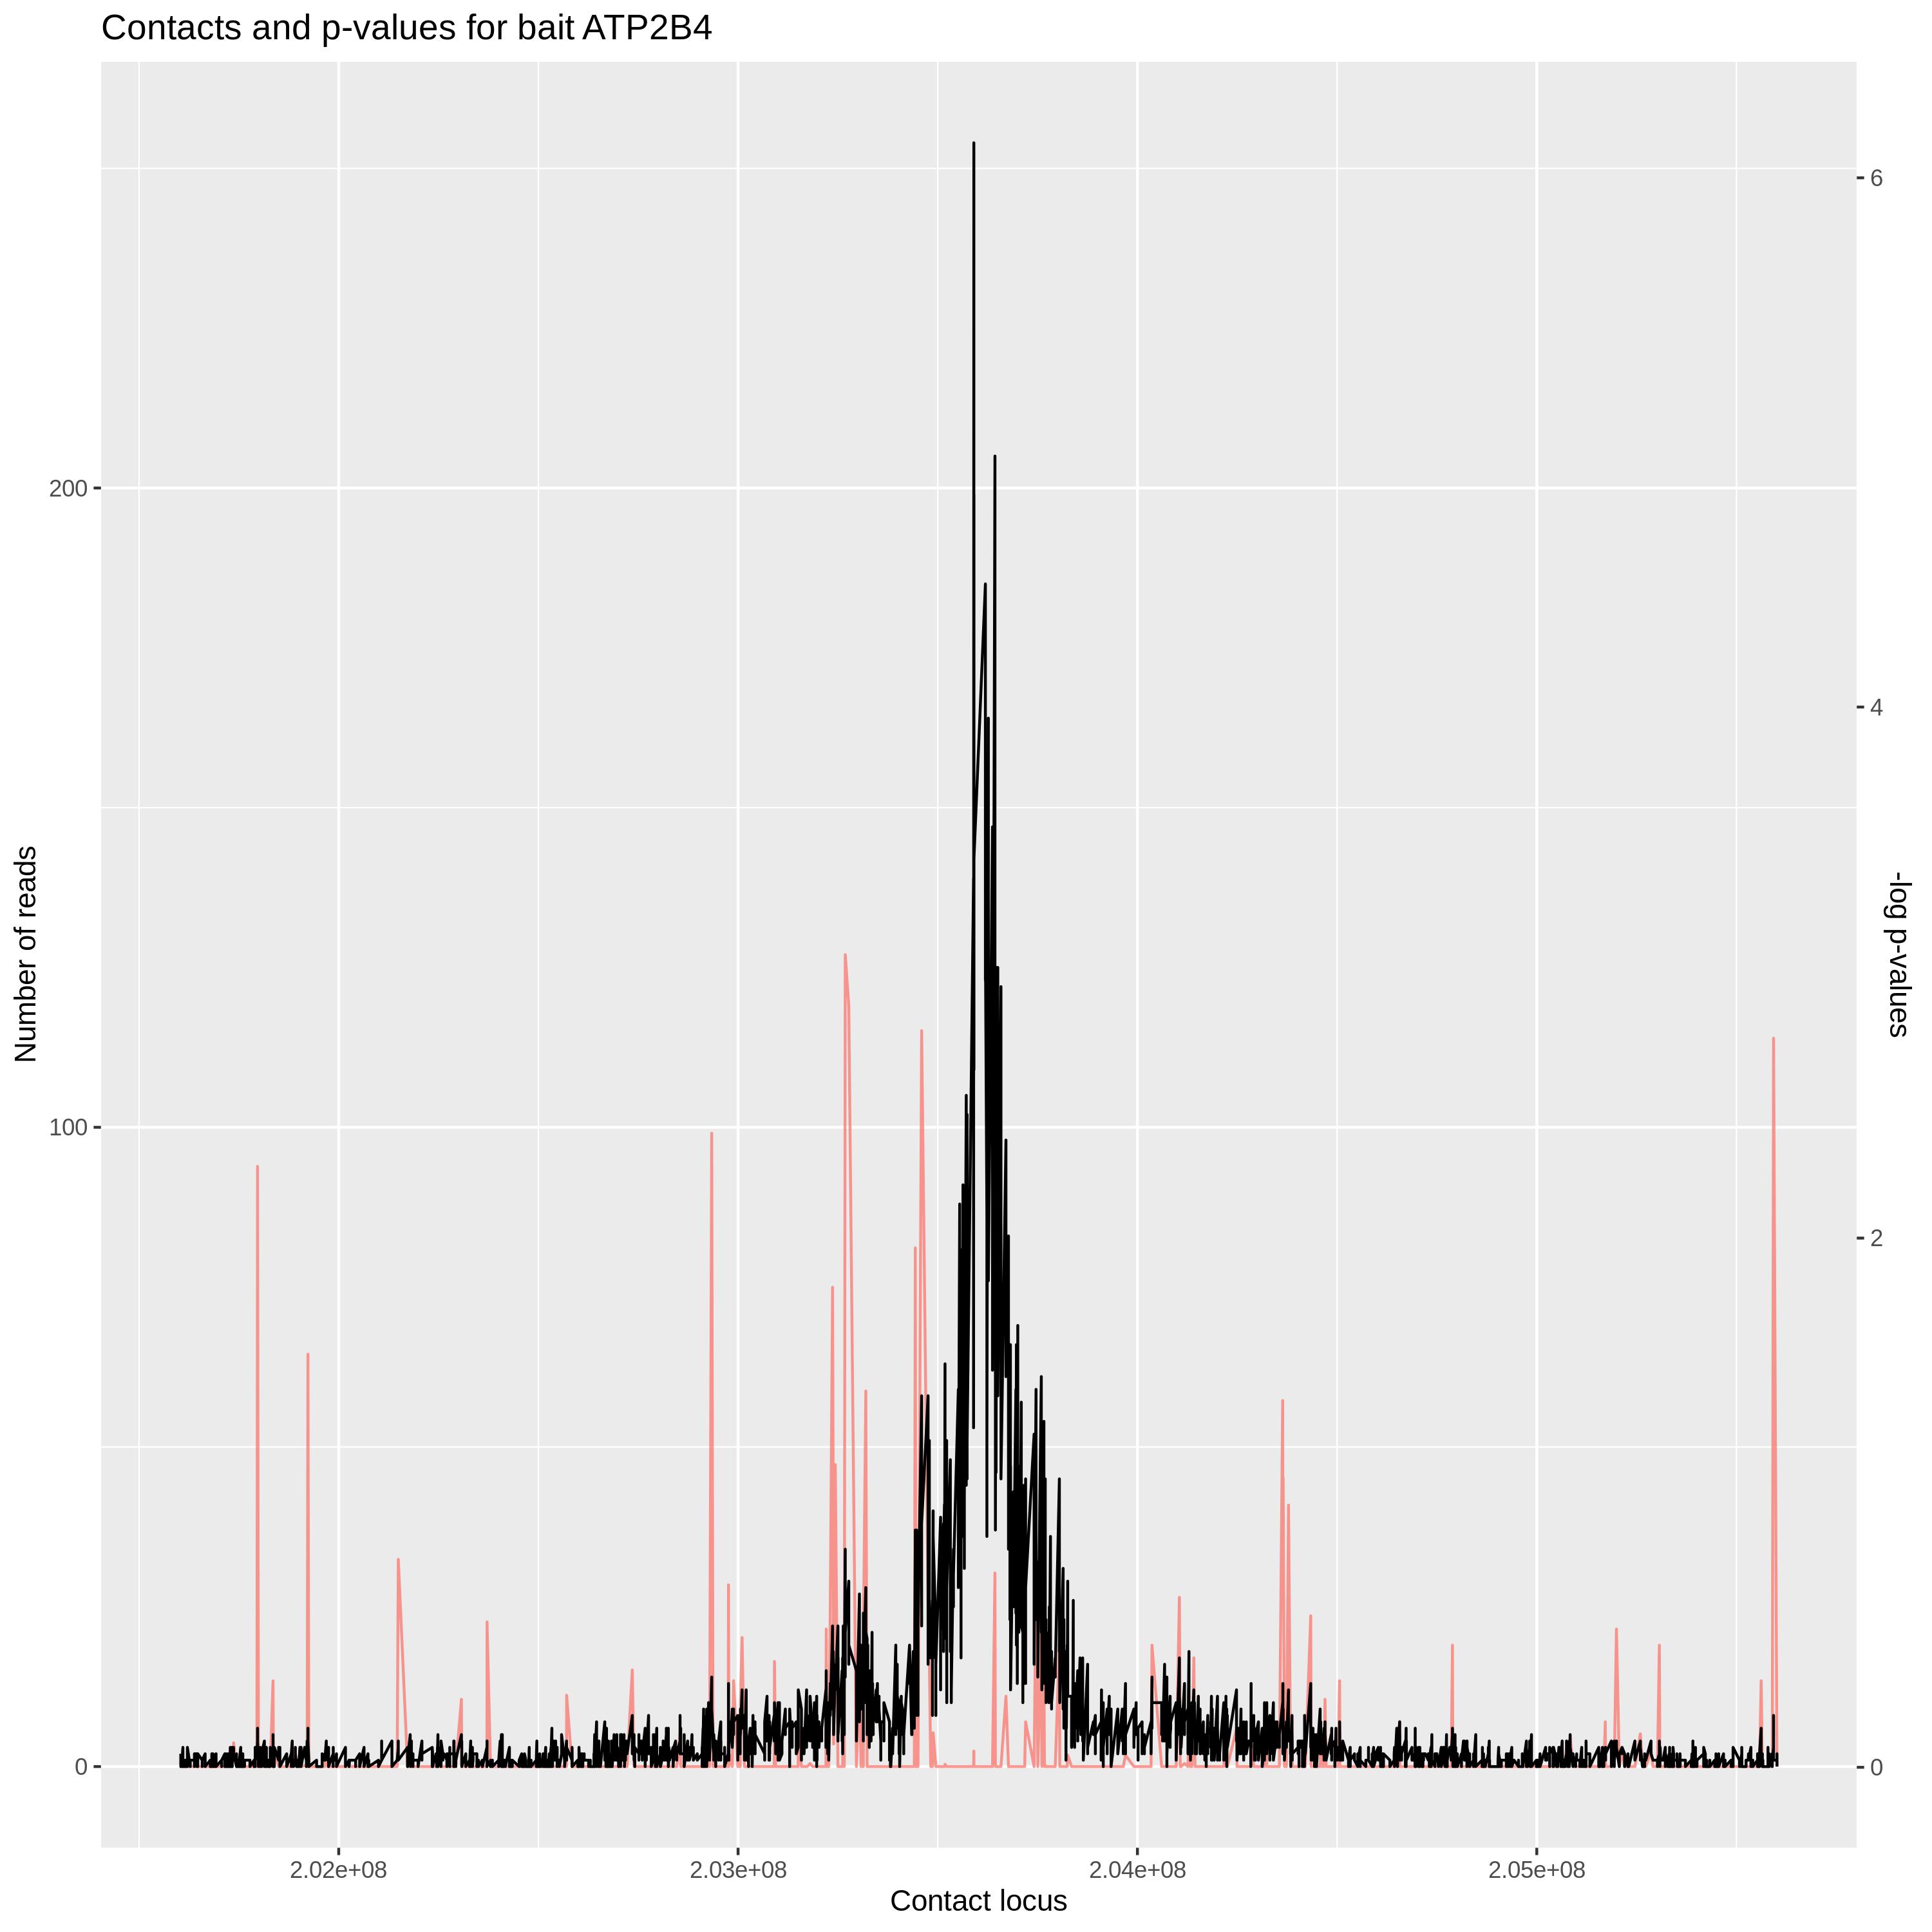 Contacts and p-values for bait ATP2B4
Number of reads
200
100
0
6
4
2
0
-log p-values
2.02e+08
2.03e+08
2.04e+08
2.05e+08
Contact locus